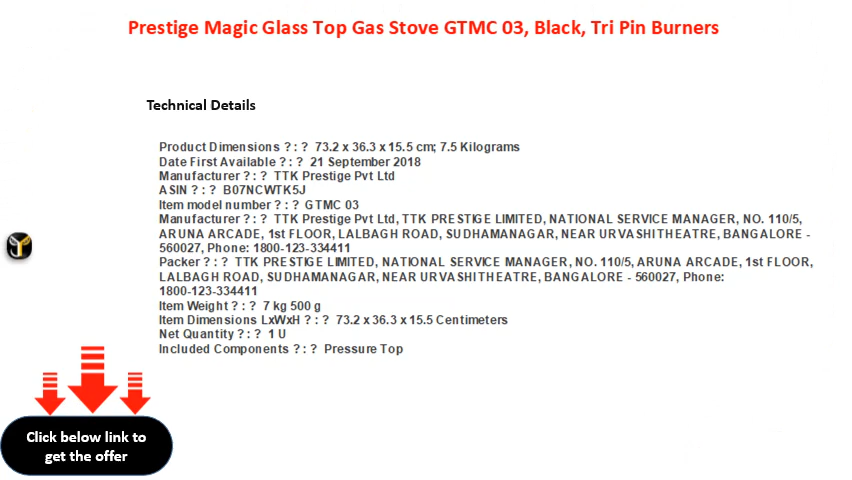 Prestige Magic Glass Top Gas Stove GTMC 03, Black, Tri Pin Burners
Technical Details
Product Dimensions ? : ? 73.2 x 36.3 x 15.5 cm; 7.5 Kilograms
Date First Available ? : ? 21 September 2018
Manufacturer ? : ? TTK Prestige Pvt Ltd
ASIN ? : ? B07NCWTK5J
Item model number ? : ? GTMC 03
Manufacturer ? : ? TTK Prestige Pvt Ltd, TTK PRESTIGE LIMITED, NATIONAL SERVICE MANAGER, NO. 110/5,
ARUNA ARCADE, 1st FLOOR, LALBAGH ROAD, SUDHAMANAGAR, NEAR URVASHITHEATRE, BANGALORE -
560027, Phone: 1800-123-334411
Packer ? : ? TTK PRESTIGE LIMITED, NATIONAL SERVICE MANAGER, NO. 110/5, ARUNA ARCADE, 1st FLOOR,
LALBAGH ROAD, SUDHAMANAGAR, NEAR URVASHITHEATRE, BANGALORE - 560027, Phone:
1800-123-334411
Item Weight ? : ? 7 kg 500 g
Item Dimensions LxWxH ? : ? 73.2 x 36.3 x 15.5 Centimeters
Net Quantity ? : ? 1 U
Included Components ? : ? Pressure Top
Click below link to
get the offer